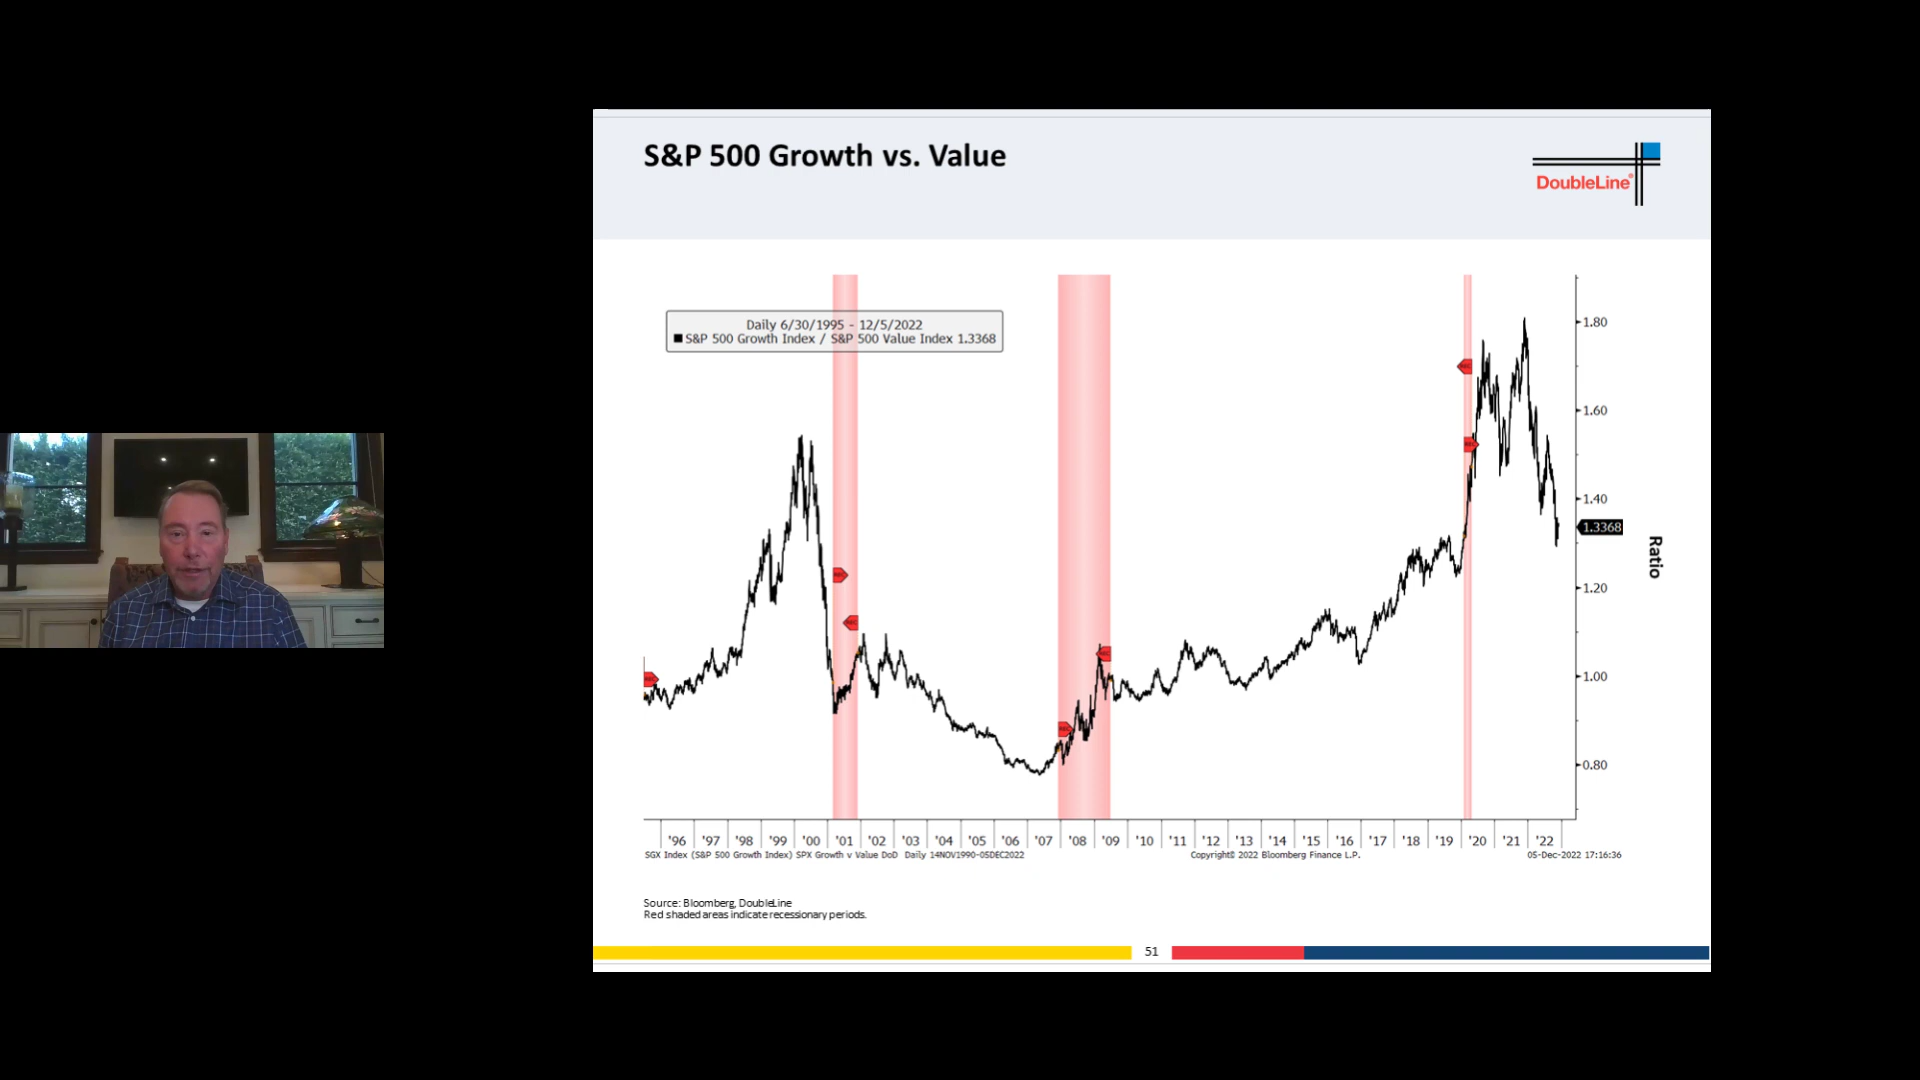 S&P 500 Growth vs. Value
DoubleLine®
Daily 6/30/1995 - 12/5/2022
S&P 500 Growth Index / S&P 500 Value Index 1.3368
1.80
1.60
1.40
1.3368
1.20
1.00
0.80
Ratio
'96 '97 '98 '99 '00 '01 '02 '03 '04 '05 '06 '07 '08 '09 '10 '11 '12 '13 '14 '15 '16 '17 '18 '19 '20 '21 '22
SGX Index (S&P 500 Growth Index) SPX Growth v Value DoD Daily 14NOV1990-05DEC2022 Copyright© 2022 Bloomberg Finance L.P. 05-Dec-2022 17:16:36
Source: Bloomberg, DoubleLine
Red shaded areas indicate recessionary periods.
51